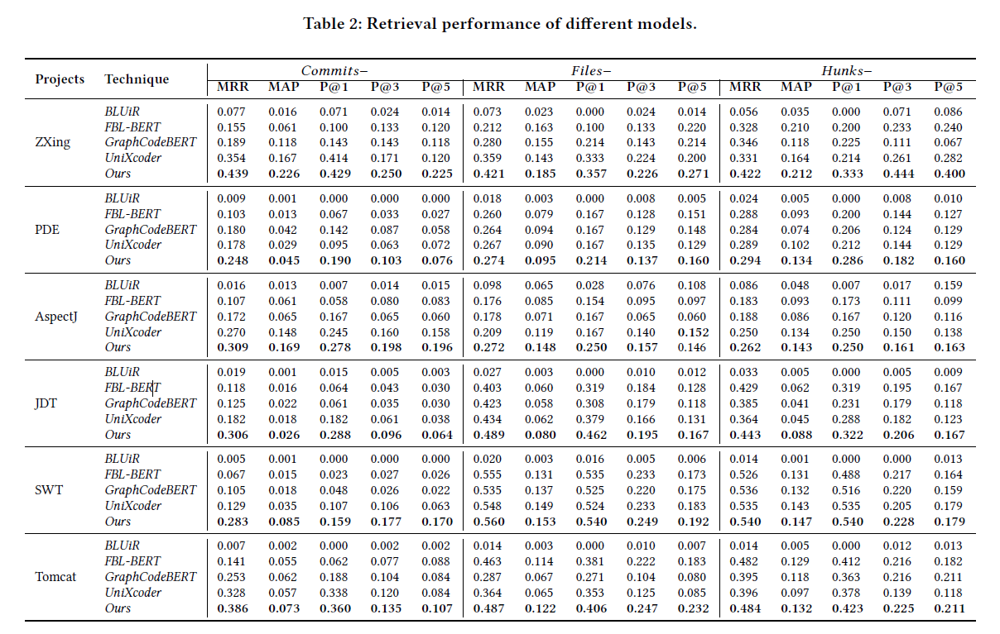 Table 2: Retrieval performance of different models.
Projects Technique Commits– Files– Hunks–
MRR MAP P@1 P@3 P@5 MRR MAP P@1 P@3 P@5 MRR MAP P@1 P@3 P@5
BLUiR 0.077 0.016 0.071 0.024 0.014 0.073 0.023 0.000 0.024 0.014 0.056 0.035 0.000 0.071 0.086
FBL-BERT 0.155 0.061 0.100 0.133 0.120 0.212 0.163 0.100 0.133 0.220 0.328 0.210 0.200 0.233 0.240
ZXing GraphCodeBERT 0.189 0.118 0.143 0.143 0.118 0.280 0.155 0.214 0.143 0.214 0.346 0.118 0.225 0.111 0.067
UniXcoder 0.354 0.167 0.414 0.171 0.120 0.359 0.143 0.333 0.224 0.200 0.331 0.164 0.214 0.261 0.282
Ours 0.439 0.226 0.429 0.250 0.225 0.421 0.185 0.357 0.226 0.271 0.422 0.212 0.333 0.444 0.400
BLUiR 0.009 0.001 0.000 0.000 0.000 0.018 0.003 0.000 0.008 0.005 0.024 0.005 0.000 0.008 0.010
FBL-BERT 0.103 0.013 0.067 0.033 0.027 0.260 0.079 0.167 0.128 0.151 0.288 0.093 0.200 0.144 0.127
PDE GraphCodeBERT 0.180 0.042 0.142 0.087 0.058 0.264 0.094 0.167 0.129 0.148 0.284 0.074 0.206 0.124 0.129
UniXcoder 0.178 0.029 0.095 0.063 0.072 0.267 0.090 0.167 0.135 0.129 0.289 0.102 0.212 0.144 0.129
Ours 0.248 0.045 0.190 0.103 0.076 0.274 0.095 0.214 0.137 0.160 0.294 0.134 0.286 0.182 0.160
BLUiR 0.016 0.013 0.007 0.014 0.015 0.098 0.065 0.028 0.076 0.108 0.086 0.048 0.007 0.017 0.159
FBL-BERT 0.107 0.061 0.058 0.080 0.083 0.176 0.085 0.154 0.095 0.097 0.183 0.093 0.173 0.111 0.099
AspectJ GraphCodeBERT 0.172 0.065 0.167 0.065 0.060 0.178 0.071 0.167 0.065 0.060 0.188 0.086 0.167 0.120 0.116
UniXcoder 0.270 0.148 0.245 0.160 0.158 0.209 0.119 0.167 0.140 0.152 0.250 0.134 0.250 0.150 0.138
Ours 0.309 0.169 0.278 0.198 0.196 0.272 0.148 0.250 0.157 0.146 0.262 0.143 0.250 0.161 0.163
BLUiR 0.019 0.001 0.015 0.005 0.003 0.027 0.003 0.000 0.010 0.012 0.033 0.005 0.000 0.005 0.009
FBL-BERT 0.118 0.016 0.064 0.043 0.030 0.403 0.060 0.319 0.184 0.128 0.429 0.062 0.319 0.195 0.167
JDT GraphCodeBERT 0.125 0.022 0.061 0.035 0.030 0.423 0.058 0.308 0.179 0.118 0.385 0.041 0.231 0.179 0.118
UniXcoder 0.182 0.018 0.182 0.061 0.038 0.434 0.062 0.379 0.166 0.131 0.364 0.045 0.288 0.182 0.123
Ours 0.306 0.026 0.288 0.096 0.064 0.489 0.080 0.462 0.195 0.167 0.443 0.088 0.322 0.206 0.167
BLUiR 0.005 0.001 0.000 0.000 0.000 0.020 0.003 0.016 0.005 0.006 0.014 0.001 0.000 0.000 0.013
FBL-BERT 0.067 0.015 0.023 0.027 0.026 0.555 0.131 0.535 0.233 0.173 0.526 0.131 0.488 0.217 0.164
SWT GraphCodeBERT 0.105 0.018 0.048 0.026 0.022 0.535 0.137 0.525 0.220 0.175 0.536 0.132 0.516 0.220 0.159
UniXcoder 0.129 0.035 0.107 0.106 0.063 0.548 0.149 0.524 0.233 0.183 0.535 0.143 0.535 0.205 0.179
Ours 0.283 0.085 0.159 0.177 0.170 0.560 0.153 0.540 0.249 0.192 0.540 0.147 0.540 0.228 0.179
BLUiR 0.007 0.002 0.000 0.002 0.002 0.014 0.003 0.000 0.010 0.007 0.014 0.005 0.000 0.012 0.013
FBL-BERT 0.141 0.055 0.062 0.077 0.088 0.463 0.114 0.381 0.222 0.183 0.482 0.129 0.412 0.216 0.182
Tomcat GraphCodeBERT 0.253 0.062 0.188 0.104 0.084 0.287 0.067 0.271 0.104 0.080 0.395 0.118 0.363 0.216 0.211
UniXcoder 0.328 0.057 0.338 0.120 0.084 0.364 0.065 0.353 0.125 0.085 0.396 0.097 0.378 0.139 0.118
Ours 0.386 0.073 0.360 0.135 0.107 0.487 0.122 0.406 0.247 0.232 0.484 0.132 0.423 0.225 0.211